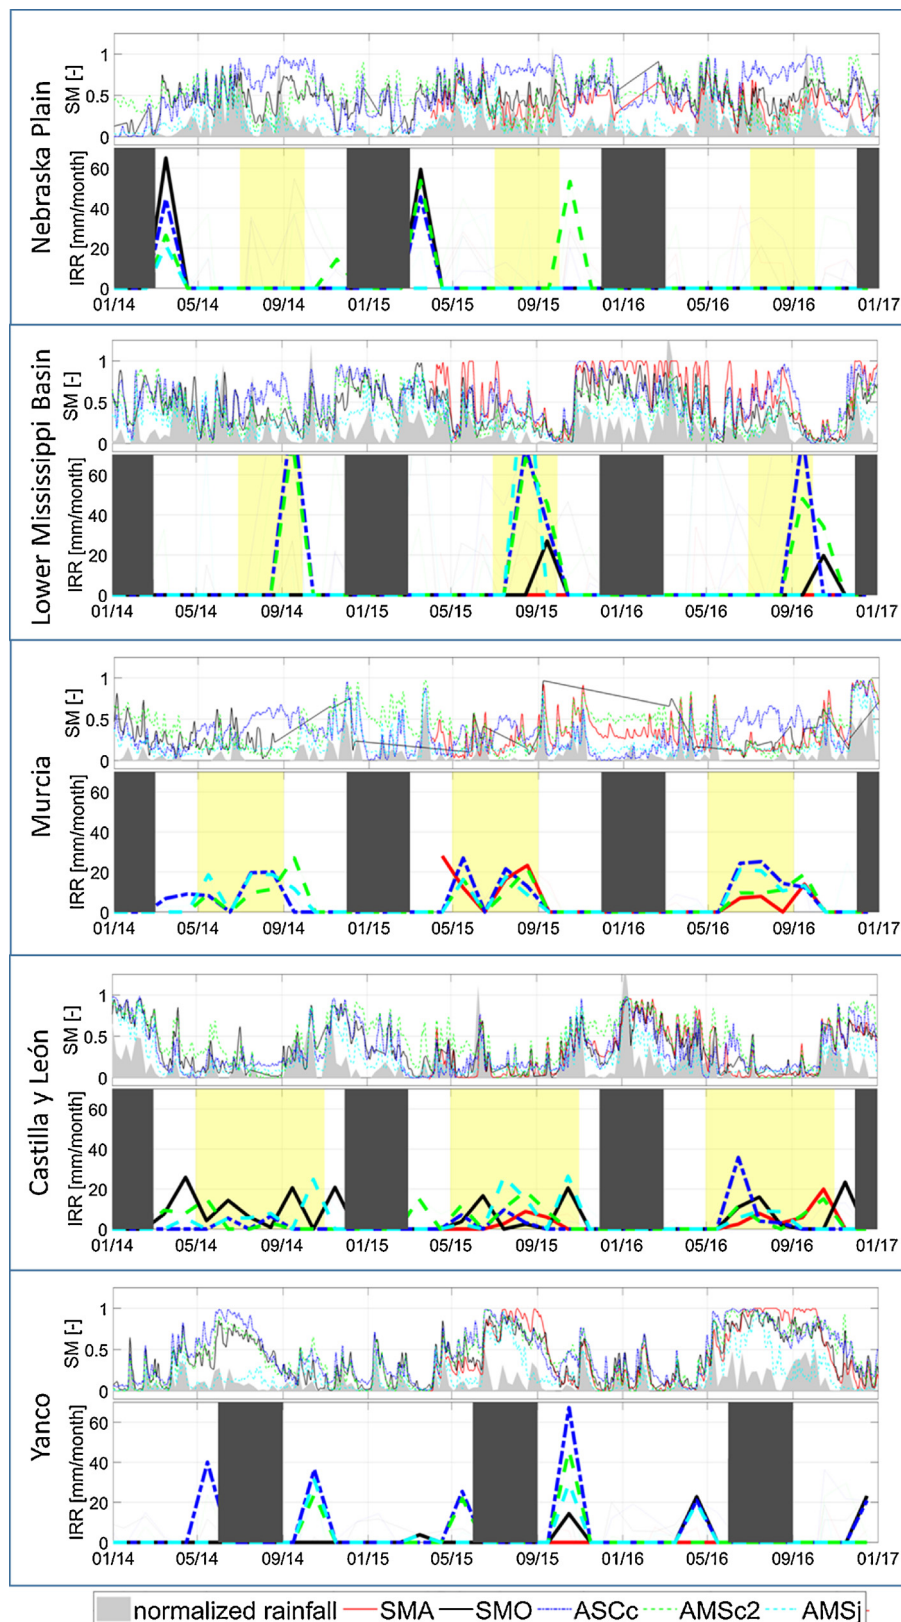 Nebraska Plain
SM [-]
1
0.5
0
IRR [mm/month]
60
40
20
0
01/14 05/14 09/14 01/15 05/15 09/15 01/16 05/16 09/16 01/17
Lower Mississippi Basin
SM [-]
1
0.5
0
IRR [mm/month]
60
40
20
0
01/14 05/14 09/14 01/15 05/15 09/15 01/16 05/16 09/16 01/17
Murcia
SM [-]
1
0.5
0
IRR [mm/month]
60
40
20
0
01/14 05/14 09/14 01/15 05/15 09/15 01/16 05/16 09/16 01/17
Castilla y León
SM [-]
1
0.5
0
IRR [mm/month]
60
40
20
0
01/14 05/14 09/14 01/15 05/15 09/15 01/16 05/16 09/16 01/17
Yanco
SM [-]
1
0.5
0
IRR [mm/month]
60
40
20
0
01/14 05/14 09/14 01/15 05/15 09/15 01/16 05/16 09/16 01/17
normalized rainfall SMA SMO ASCc AMSc2 AMSj